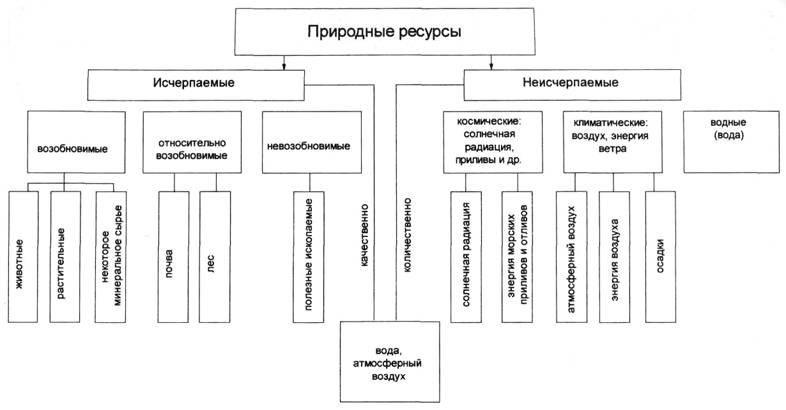 Природные ресурсы
Исчерпаемые
Неисчерпаемые
возобновимые
относительно
возобновимые
невозобновимые
космические:
солнечная
радиация,
приливы и др.
климатические:
воздух, энергия
ветра
водные
(вода)
животные
растительные
некоторое
минеральное сырье
почва
лес
полезные ископаемые
качественно
количественно
солнечная радиация
энергия морских
приливов и отливов
атмосферный воздух
энергия воздуха
осадки
вода,
атмосферный
воздух